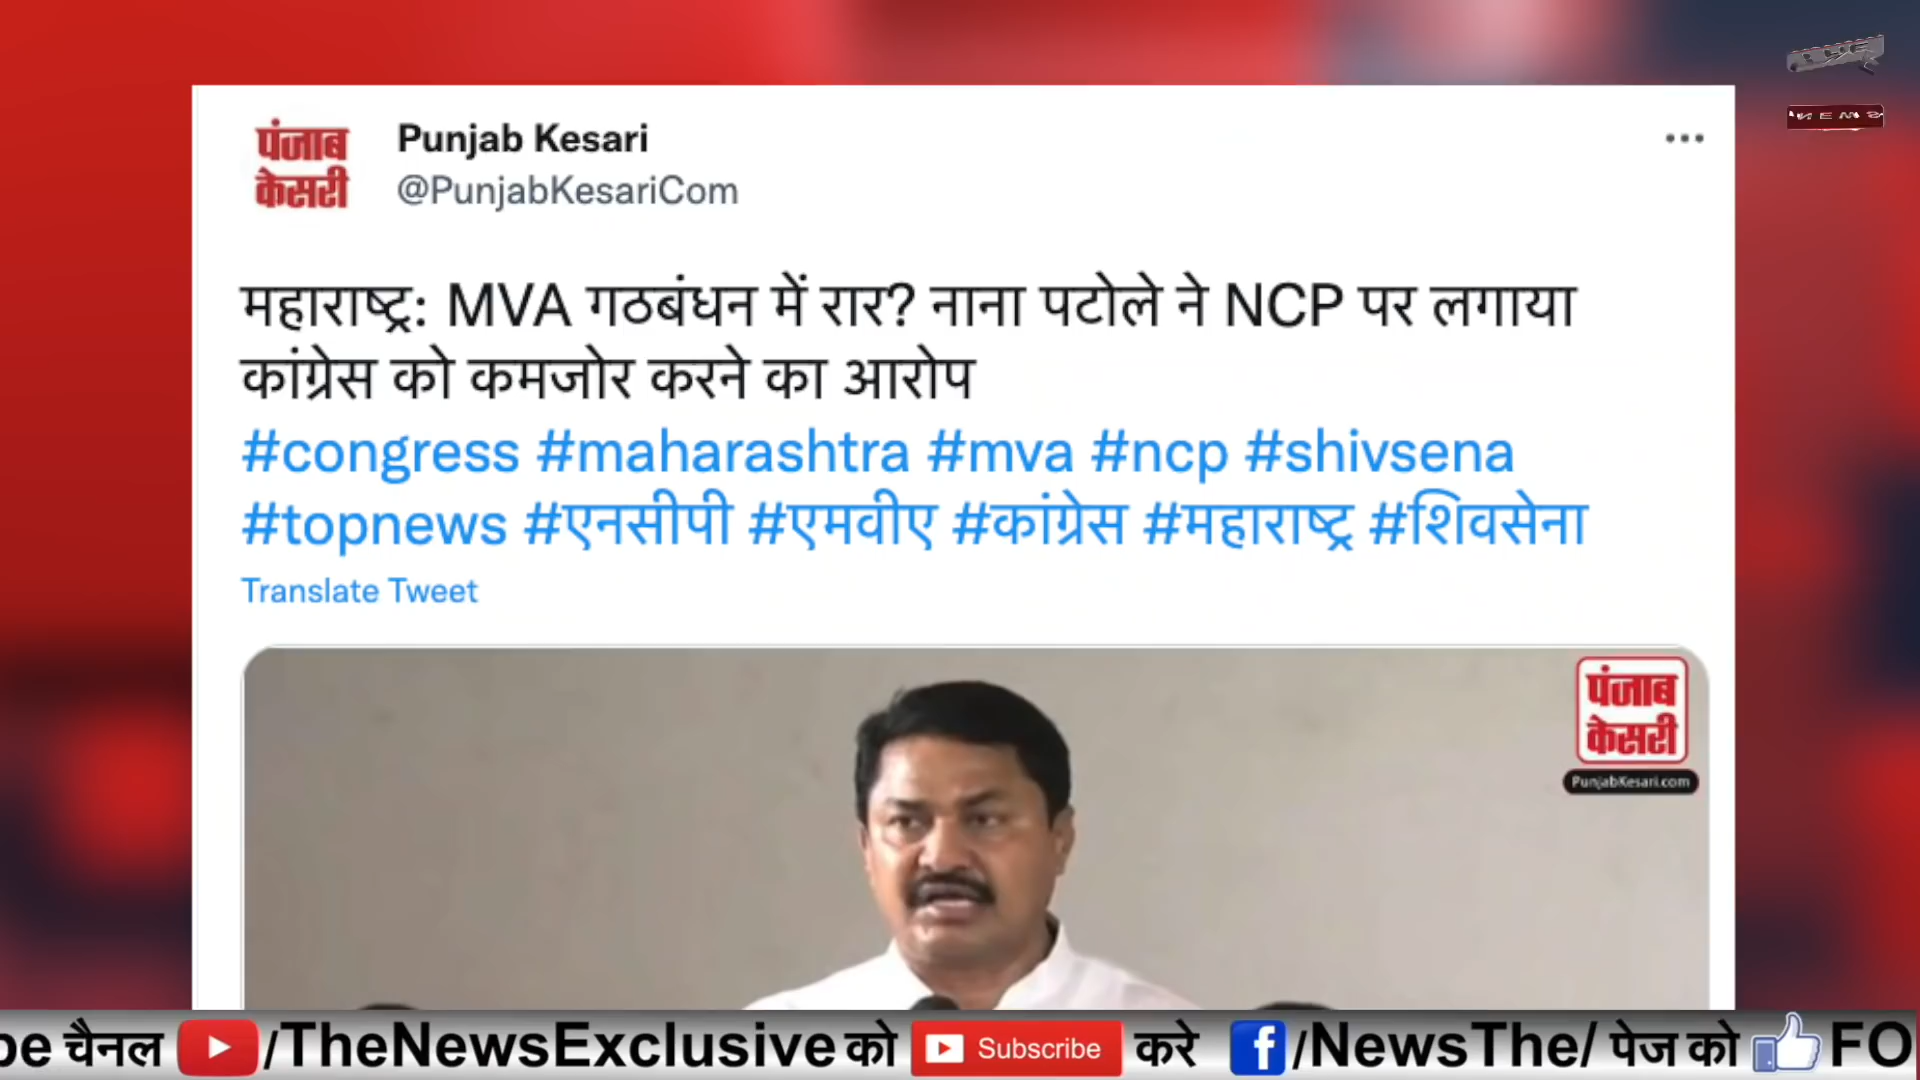 पंजाब
केसरी
Punjab Kesari
@PunjabKesariCom
महाराष्ट्र: MVA गठबंधन में रार? नाना पटोले ने NCP पर लगाया
कांग्रेस को कमजोर करने का आरोप
#congress #maharashtra #mva #ncp #shivsena
#topnews #एनसीपी #एमवीए #कांग्रेस #महाराष्ट्र #शिवसेना
Translate Tweet
पंजाब
केसरी
PunjabKesari.com
चैनल /TheNewsExclusive को Subscribe करे f/NewsThe/ पेज को